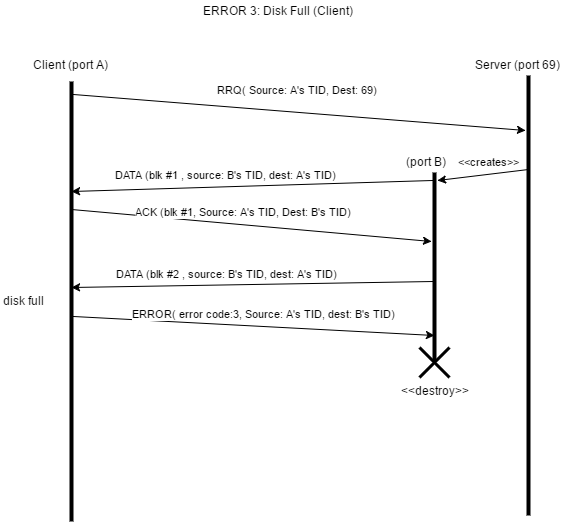 ERROR 3: Disk Full (Client)
Client (port A)
Server (port 69)
RRQ( Source: A's TID, Dest: 69)
(port B)
<<creates>>
DATA (blk #1 , source: B's TID, dest: A's TID)
ACK (blk #1, Source: A's TID, Dest: B's TID)
DATA (blk #2 , source: B's TID, dest: A's TID)
disk full
ERROR( error code:3, Source: A's TID, dest: B's TID)
<<destroy>>